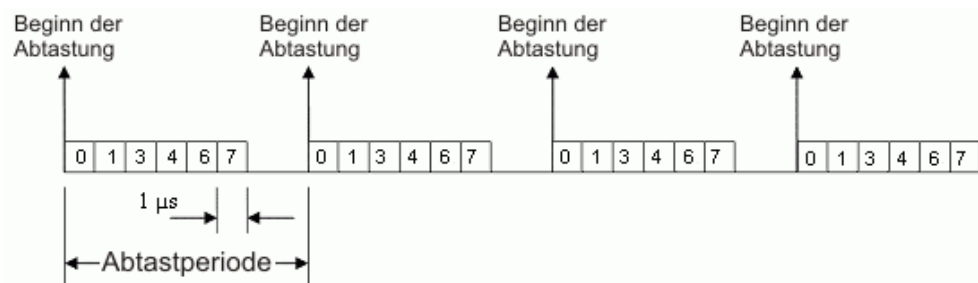 Beginn der
Abtastung
Beginn der
Abtastung
Beginn der
Abtastung
Beginn der
Abtastung
0 1 3 4 6 7
0 1 3 4 6 7
0 1 3 4 6 7
0 1 3 4 6 7
1 µs
Abtastperiode